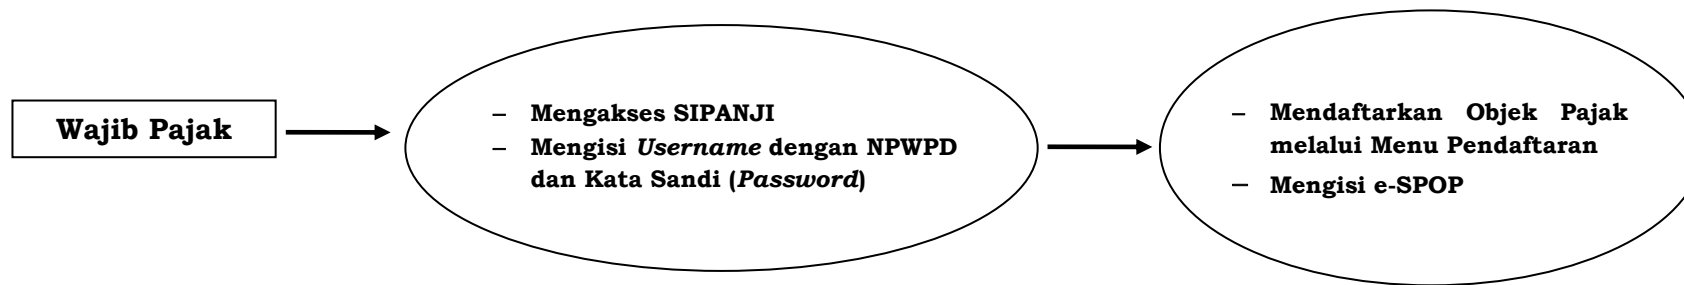 Wajib Pajak
– Mengakses SIPANJI
– Mengisi Username dengan NPWPD
dan Kata Sandi (Password)
– Mendaftarkan Objek Pajak
melalui Menu Pendaftaran
– Mengisi e-SPOP